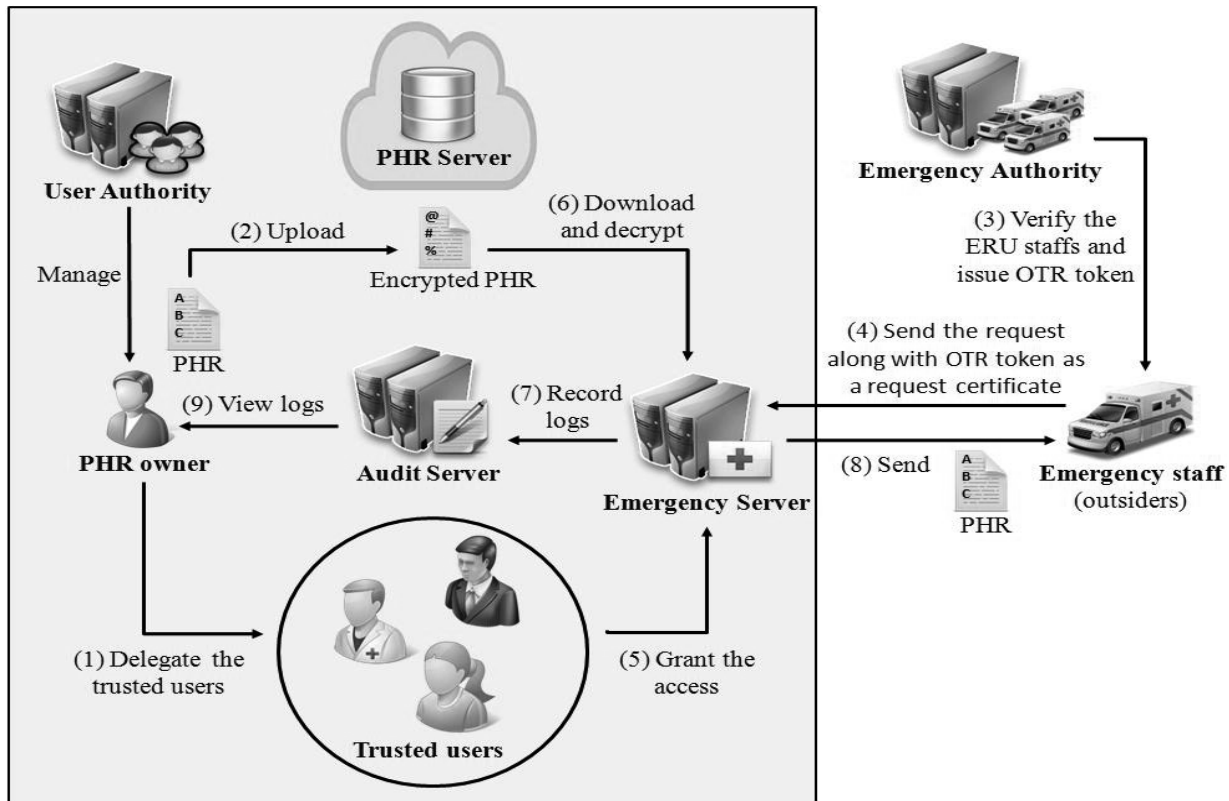 PHR Server
User Authority
Emergency Authority
(2) Upload
@
#
%
Encrypted PHR
(6) Download
and decrypt
(3) Verify the
ERU staffs and
issue OTR token
Manage
A
B
C
PHR
(4) Send the request
along with OTR token as
a request certificate
(9) View logs
(7) Record
logs
PHR owner
Audit Server
Emergency Server
(8) Send
A
B
C
PHR
Emergency staff
(outsiders)
(1) Delegate the
trusted users
(5) Grant the
access
Trusted users